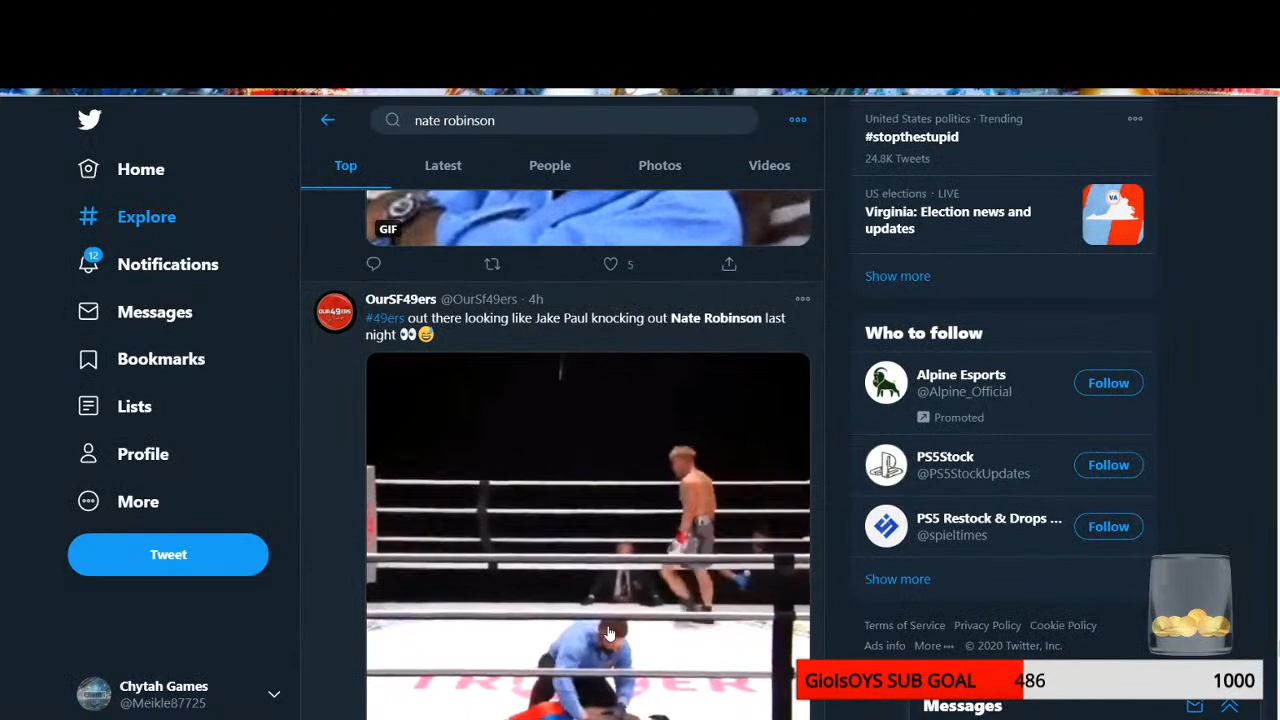 nate robinson
United States politics · Trending
#stopthestupid
24.8K Tweets
Top
Latest
People
Photos
Videos
US elections · LIVE
Virginia: Election news and
updates
VA
Home
Explore
12
Notifications
Messages
Bookmarks
Lists
Profile
More
Tweet
GIF
5
OurSF49ers @OurSf49ers · 4h
#49ers out there looking like Jake Paul knocking out Nate Robinson last
night 👀😅
OUR49ERS
Show more
Who to follow
Alpine Esports
@Alpine_Official
Promoted
Follow
PS5Stock
@PS5StockUpdates
Follow
PS5 Restock & Drops ...
@spieltimes
Follow
Show more
Terms of Service Privacy Policy Cookie Policy
Ads info More ··· © 2020 Twitter, Inc.
Chytah Games
@Meikle87725
GioIsOYS SUB GOAL 486 1000
Messages